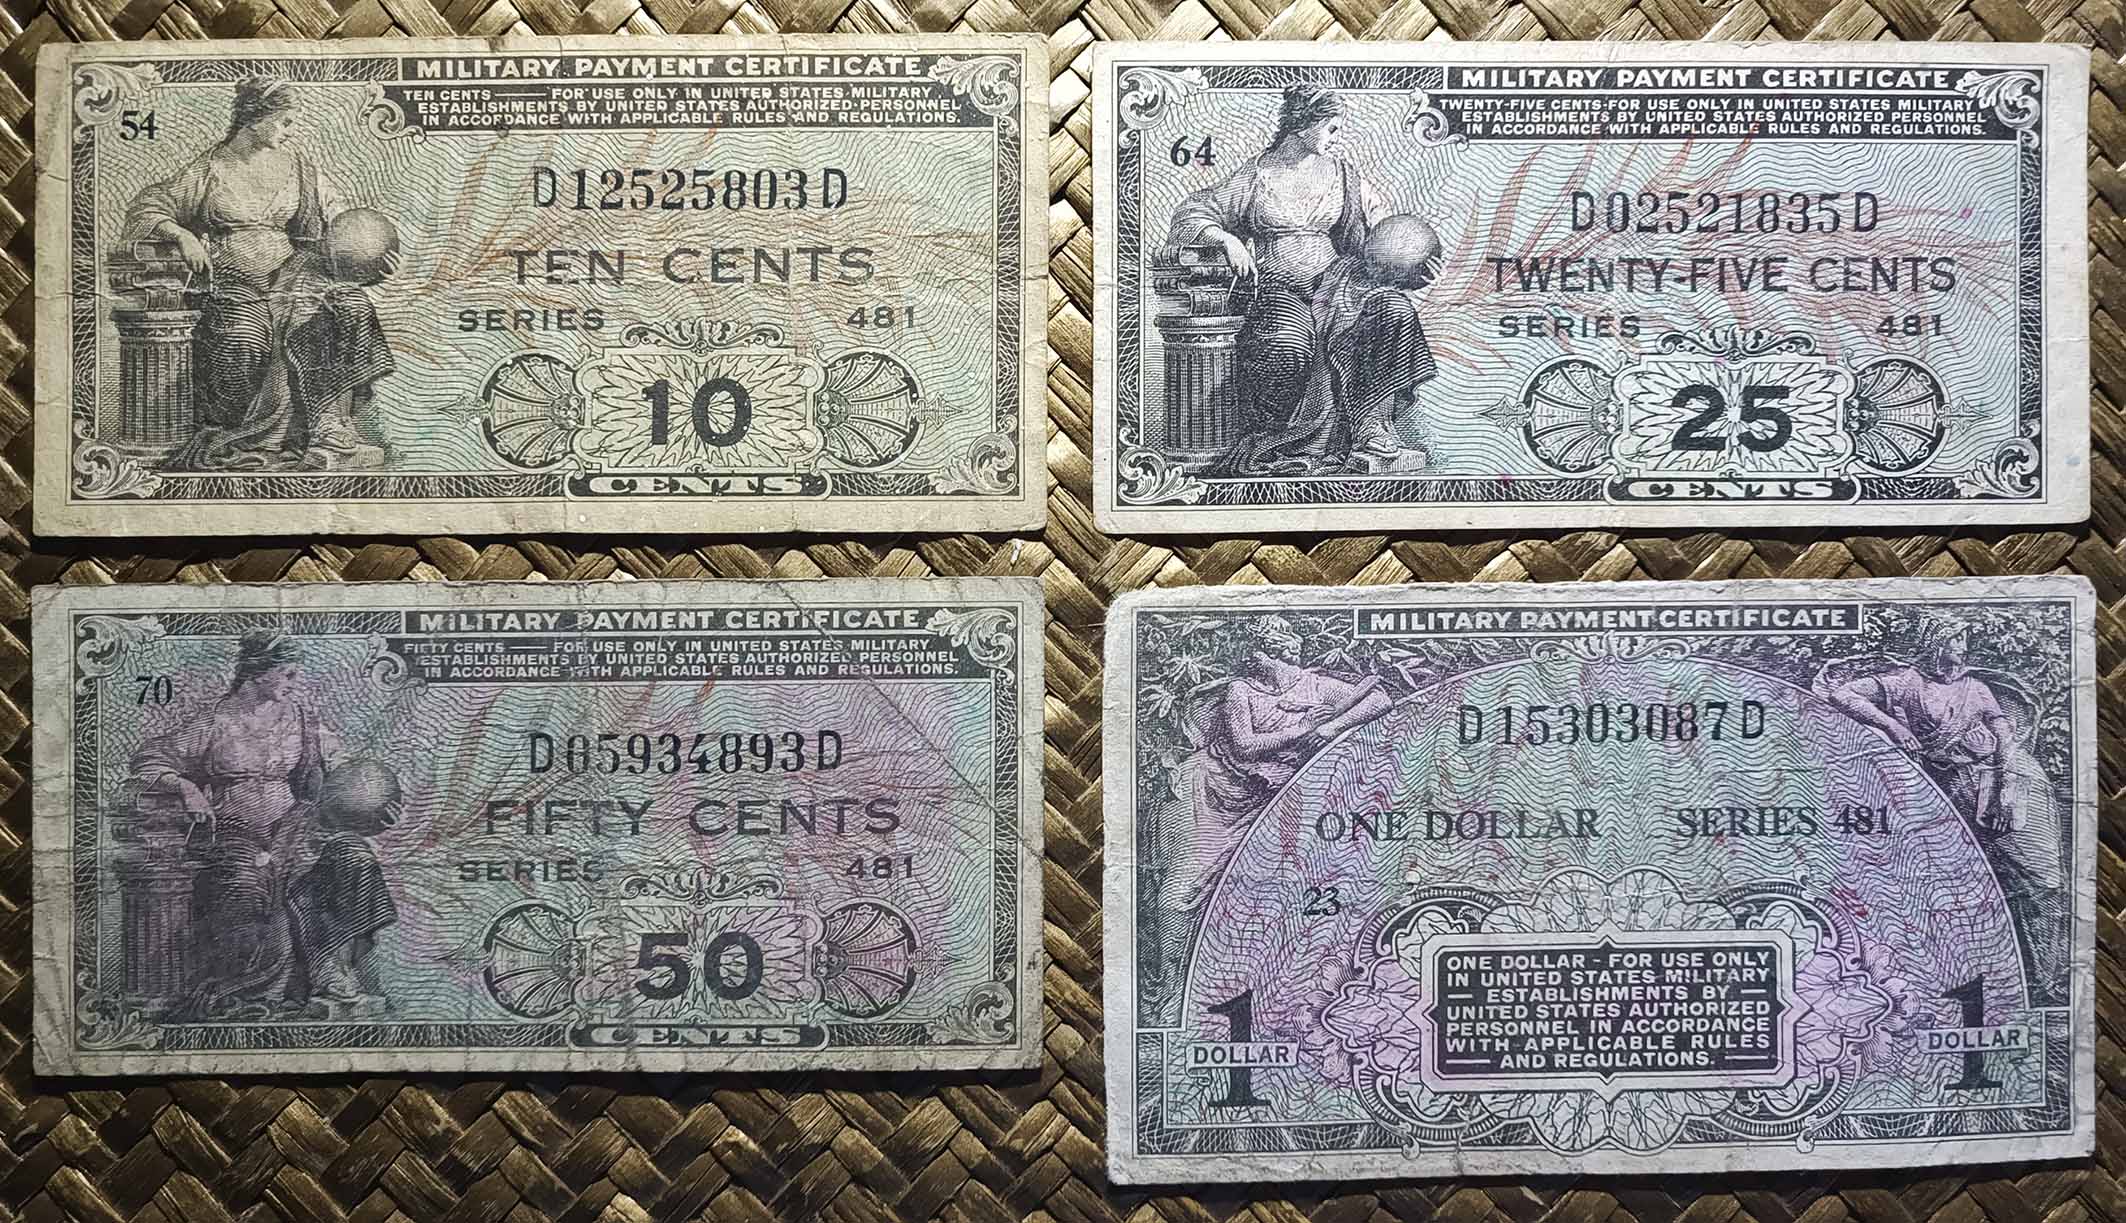 MILITARY PAYMENT CERTIFICATE
TEN CENTS — FOR USE ONLY IN UNITED STATES MILITARY
ESTABLISHMENTS BY UNITED STATES AUTHORIZED PERSONNEL
IN ACCORDANCE WITH APPLICABLE RULES AND REGULATIONS.
54
D12525803D
TEN CENTS
SERIES 481
10
CENTS
MILITARY PAYMENT CERTIFICATE
TWENTY-FIVE CENTS-FOR USE ONLY IN UNITED STATES MILITARY
ESTABLISHMENTS BY UNITED STATES AUTHORIZED PERSONNEL
IN ACCORDANCE WITH APPLICABLE RULES AND REGULATIONS.
64
D02521835D
TWENTY-FIVE CENTS
SERIES 481
25
CENTS
MILITARY PAYMENT CERTIFICATE
FIFTY CENTS — FOR USE ONLY IN UNITED STATES MILITARY
ESTABLISHMENTS BY UNITED STATES AUTHORIZED PERSONNEL
IN ACCORDANCE WITH APPLICABLE RULES AND REGULATIONS.
70
D05934893D
FIFTY CENTS
SERIES 481
50
CENTS
MILITARY PAYMENT CERTIFICATE
D15303087D
ONE DOLLAR SERIES 481
23
ONE DOLLAR - FOR USE ONLY
IN UNITED STATES MILITARY
— ESTABLISHMENTS BY —
UNITED STATES AUTHORIZED
PERSONNEL IN ACCORDANCE
WITH APPLICABLE RULES
— AND REGULATIONS. —
1
DOLLAR
1
DOLLAR